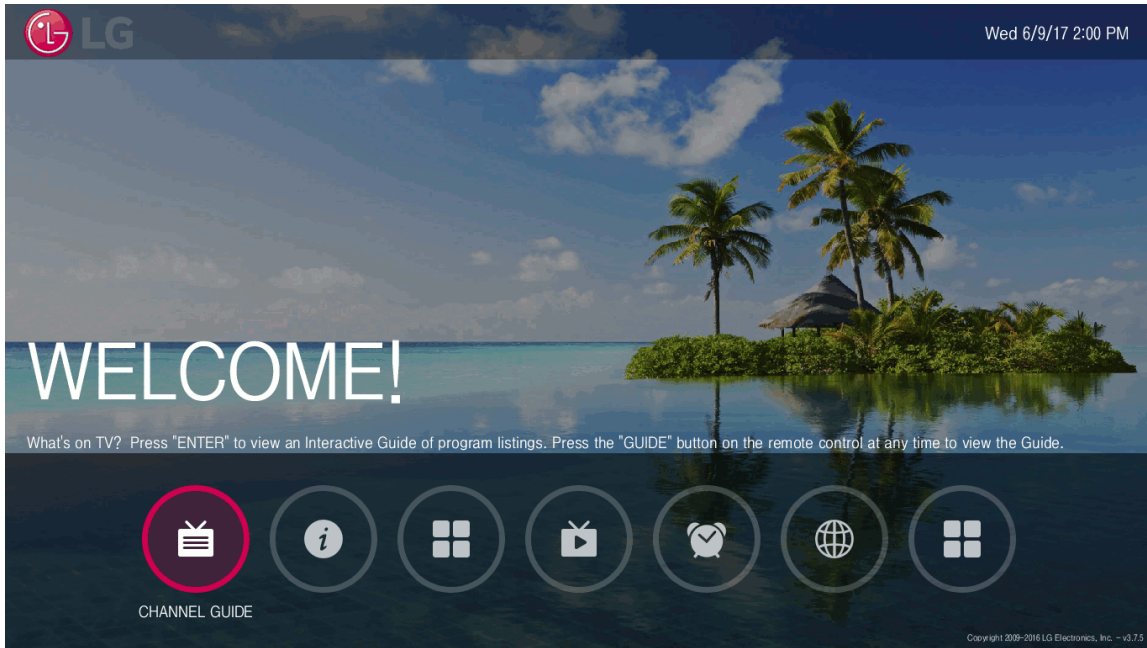 LG
Wed 6/9/17 2:00 PM
WELCOME!
What's on TV?  Press "ENTER" to view an Interactive Guide of program listings. Press the "GUIDE" button on the remote control at any time to view the Guide.
CHANNEL GUIDE
Copyright 2009-2016 LG Electronics, Inc. - v3.7.5